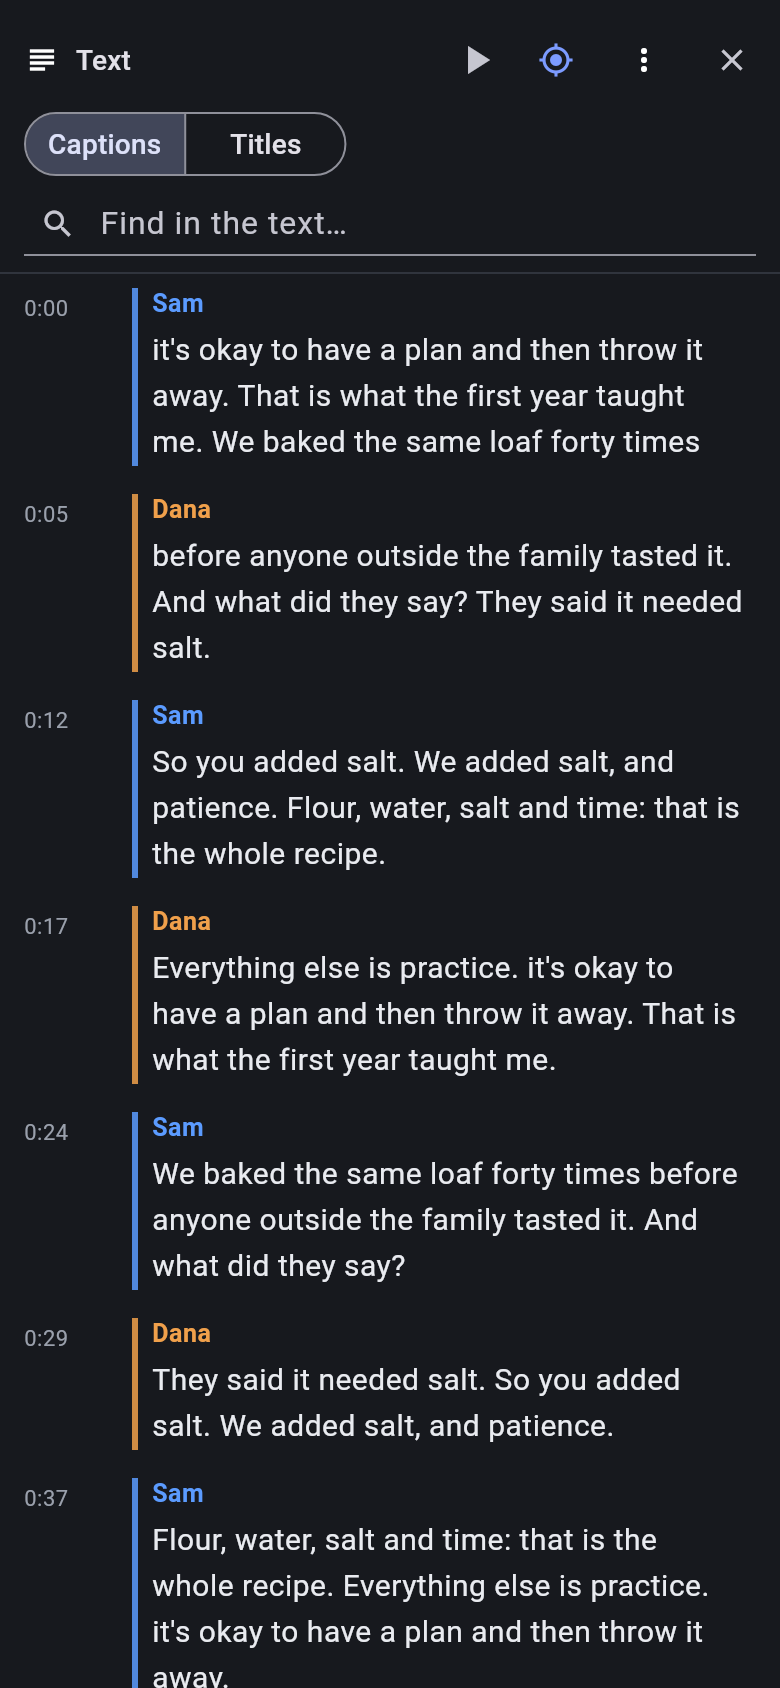 Text
Captions
Titles
Find in the text…
0:00
Sam
it's okay to have a plan and then throw it
away. That is what the first year taught
me. We baked the same loaf forty times
0:05
Dana
before anyone outside the family tasted it.
And what did they say? They said it needed
salt.
0:12
Sam
So you added salt. We added salt, and
patience. Flour, water, salt and time: that is
the whole recipe.
0:17
Dana
Everything else is practice. it's okay to
have a plan and then throw it away. That is
what the first year taught me.
0:24
Sam
We baked the same loaf forty times before
anyone outside the family tasted it. And
what did they say?
0:29
Dana
They said it needed salt. So you added
salt. We added salt, and patience.
0:37
Sam
Flour, water, salt and time: that is the
whole recipe. Everything else is practice.
it's okay to have a plan and then throw it
away.